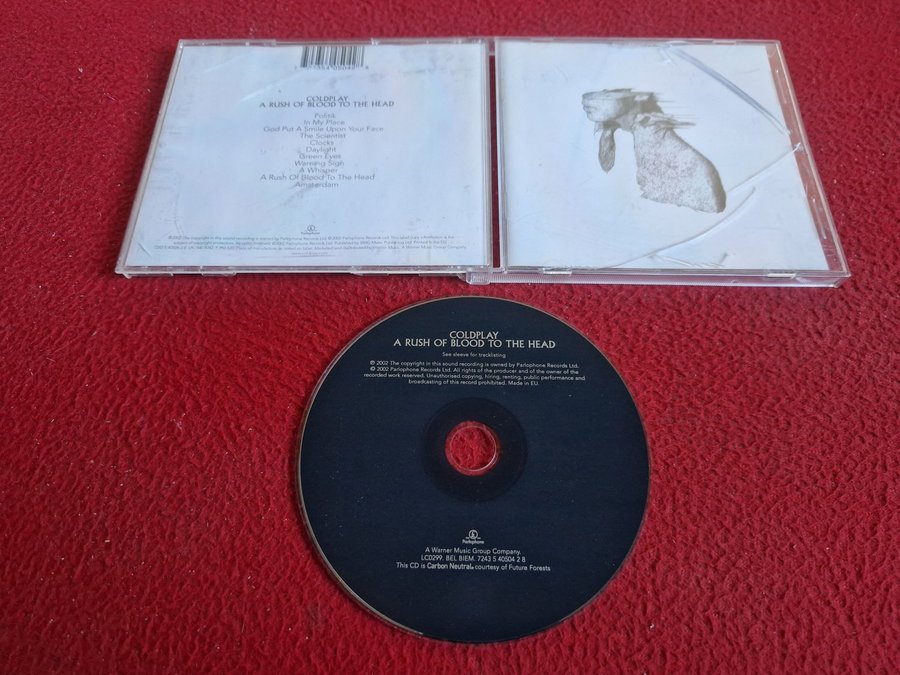 COLDPLAY
A RUSH OF BLOOD TO THE HEAD
Politik
In My Place
God Put A Smile Upon Your Face
The Scientist
Clocks
Daylight
Green Eyes
Warning Sign
A Whisper
A Rush Of Blood To The Head
Amsterdam
Parlophone
COLDPLAY
A RUSH OF BLOOD TO THE HEAD
See sleeve for tracklisting
℗ 2002 The copyright in this sound recording is owned by Parlophone Records Ltd.
© 2002 Parlophone Records Ltd. All rights of the producer and of the owner of the
recorded work reserved. Unauthorised copying, hiring, renting, public performance and
broadcasting of this record prohibited. Made in EU.
Parlophone
A Warner Music Group Company.
LC0299. BEL BIEM. 7243 5 40504 2 8
This CD is Carbon Neutral. courtesy of Future Forests